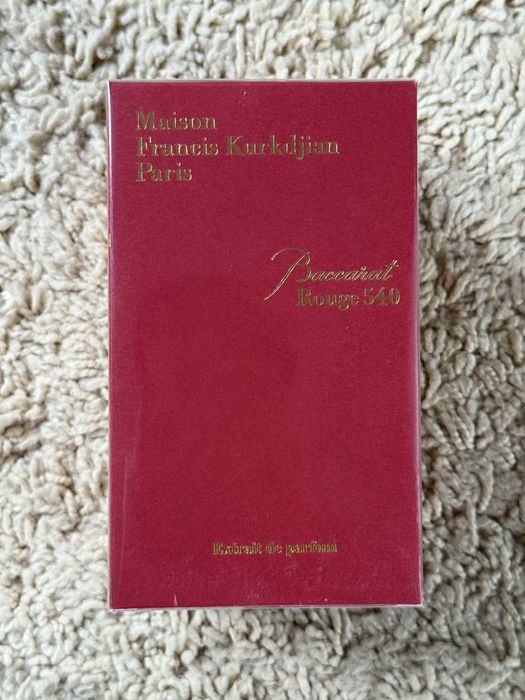 Maison
Francis Kurkdjian
Paris
Baccarat
Rouge 540
Extrait de parfum